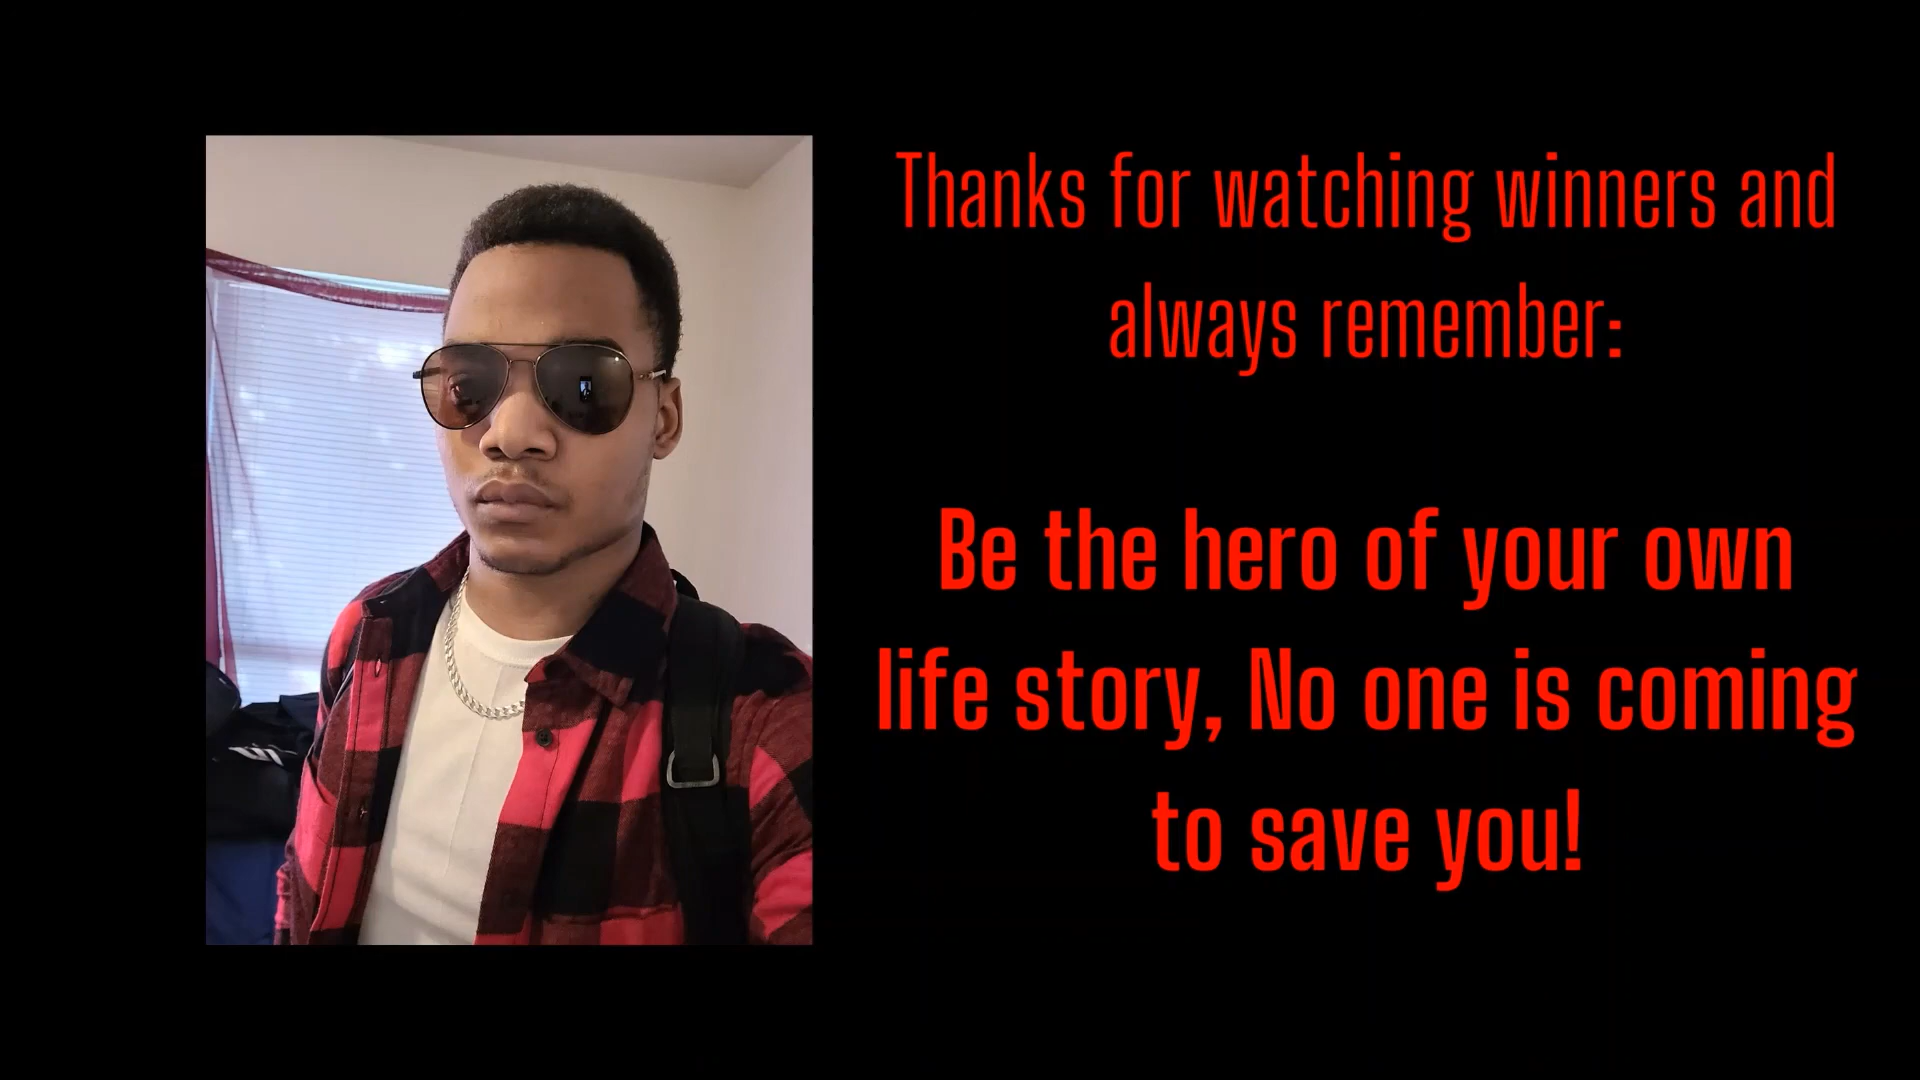 Thanks for watching winners and
always remember:
Be the hero of your own
life story, No one is coming
to save you!